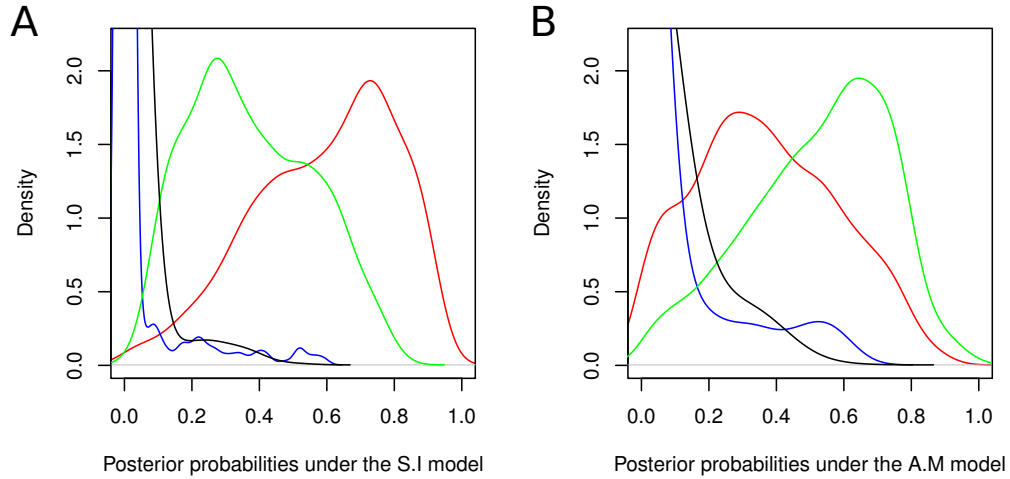 A
Density
2.0
1.5
1.0
0.5
0.0
0.0 0.2 0.4 0.6 0.8 1.0
Posterior probabilities under the S.I model
B
Density
2.0
1.5
1.0
0.5
0.0
0.0 0.2 0.4 0.6 0.8 1.0
Posterior probabilities under the A.M model